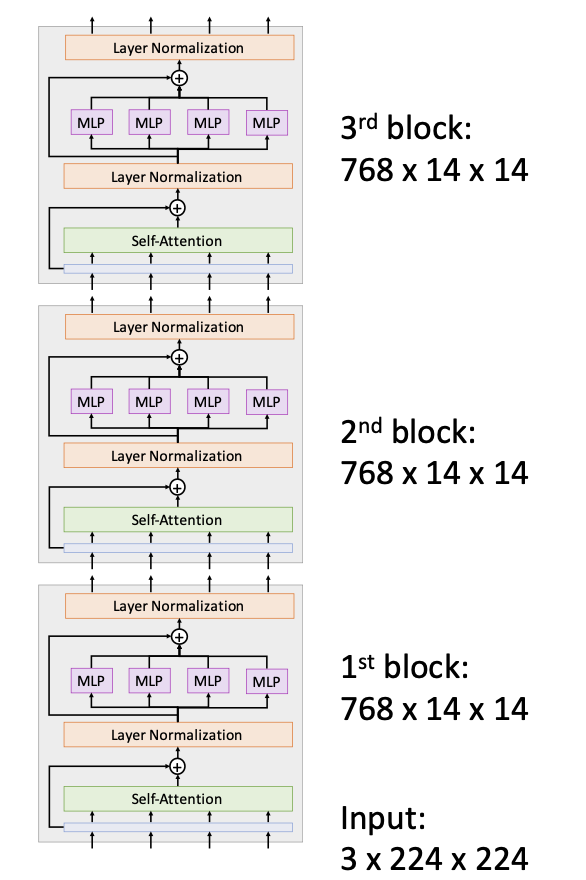 Layer Normalization
MLP MLP MLP MLP
Layer Normalization
Self-Attention
3rd block:
768 x 14 x 14
Layer Normalization
MLP MLP MLP MLP
Layer Normalization
Self-Attention
2nd block:
768 x 14 x 14
Layer Normalization
MLP MLP MLP MLP
Layer Normalization
Self-Attention
1st block:
768 x 14 x 14
Input:
3 x 224 x 224